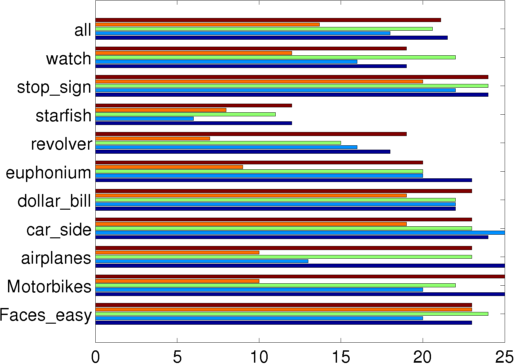 all
watch
stop_sign
starfish
revolver
euphonium
dollar_bill
car_side
airplanes
Motorbikes
Faces_easy
0 5 10 15 20 25